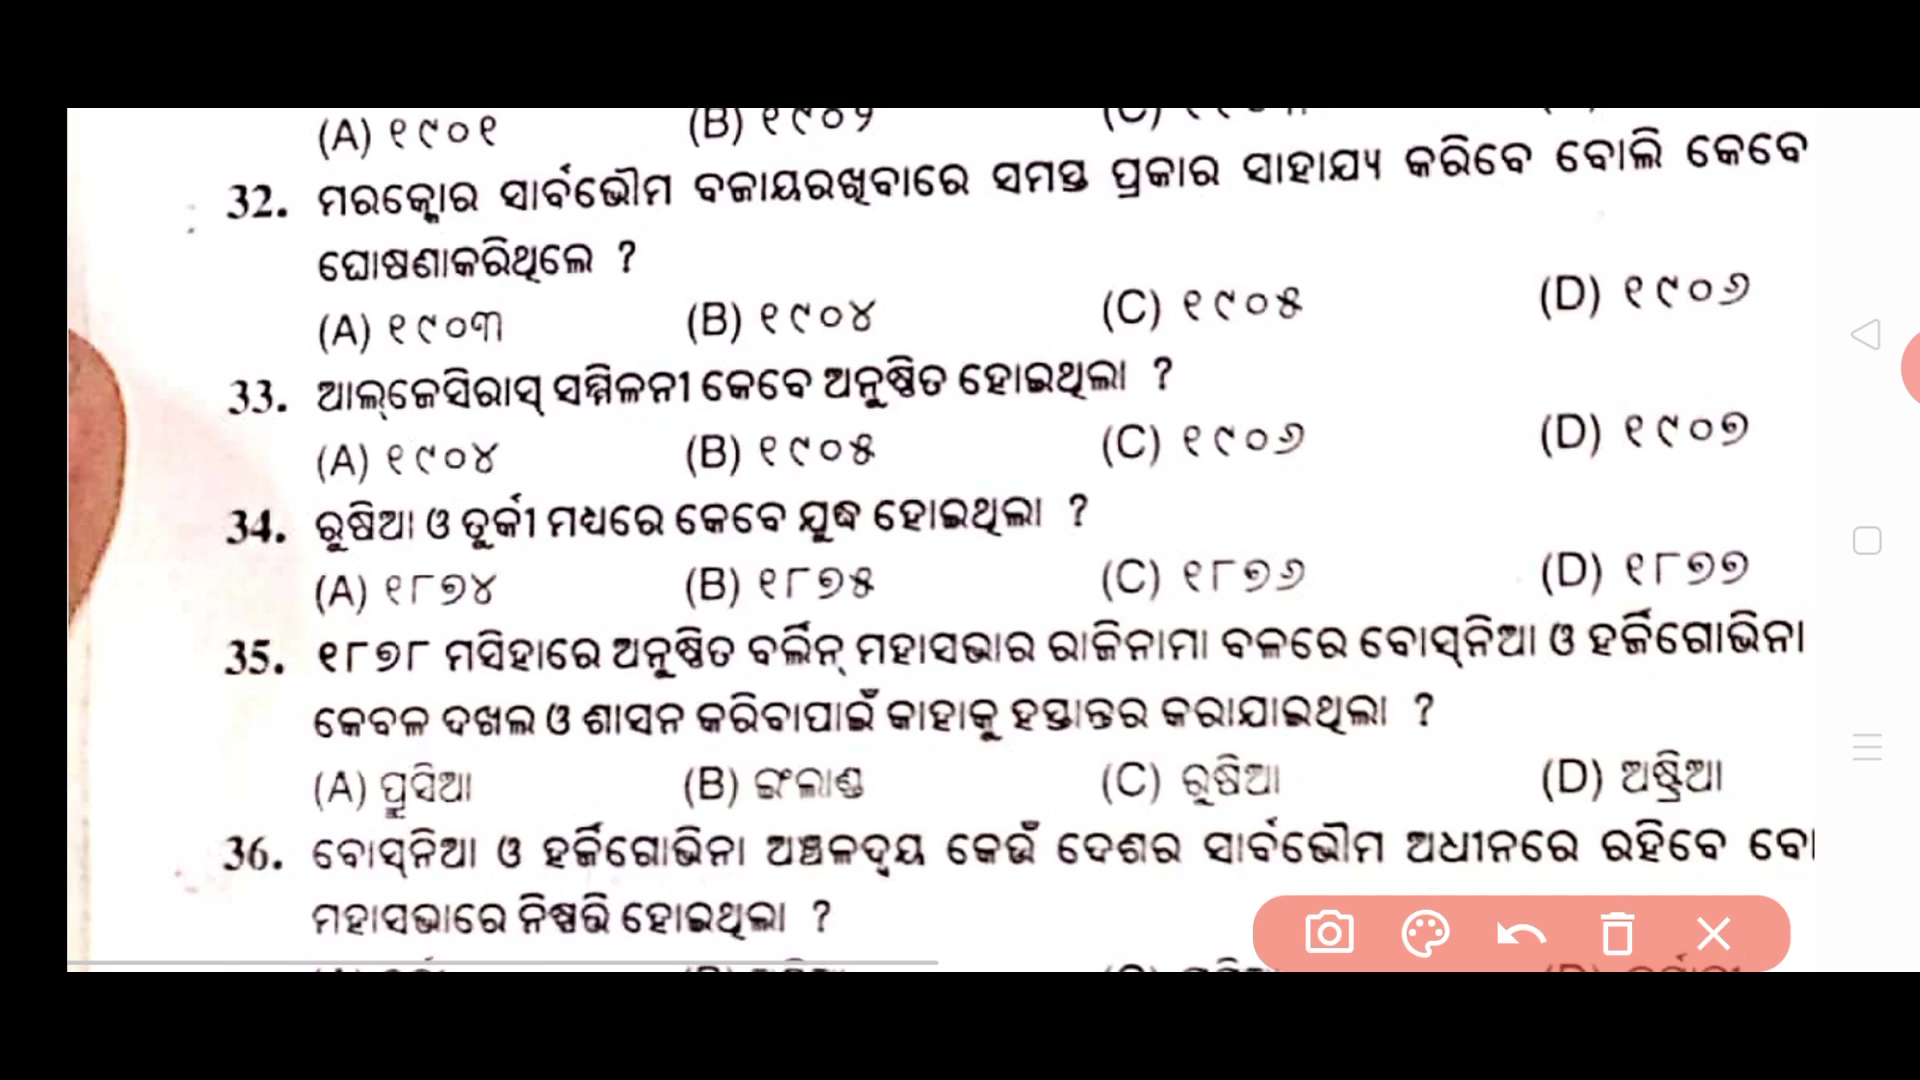 (A) ୧୯୦୧ (B) ୧୯୦୨
32. ମରକ୍କୋର ସାର୍ବଭୌମ ବଜାୟରଖିବାରେ ସମସ୍ତ ପ୍ରକାର ସାହାଯ୍ୟ କରିବେ ବୋଲି କେବେ
ଘୋଷଣାକରିଥିଲେ ?
(A) ୧୯୦୩ (B) ୧୯୦୪ (C) ୧୯୦୫ (D) ୧୯୦୬
33. ଆଲ୍‌ଜେସିରାସ୍ ସମ୍ମିଳନୀ କେବେ ଅନୁଷ୍ଠିତ ହୋଇଥିଲା ?
(A) ୧୯୦୪ (B) ୧୯୦୫ (C) ୧୯୦୬ (D) ୧୯୦୭
34. ରୁଷିଆ ଓ ତୁର୍କୀ ମଧ୍ୟରେ କେବେ ଯୁଦ୍ଧ ହୋଇଥିଲା ?
(A) ୧୮୭୪ (B) ୧୮୭୫ (C) ୧୮୭୬ (D) ୧୮୭୭
35. ୧୮୭୮ ମସିହାରେ ଅନୁଷ୍ଠିତ ବର୍ଲିନ୍ ମହାସଭାର ରାଜିନାମା ବଳରେ ବୋସ୍‌ନିଆ ଓ ହର୍ଜିଗୋଭିନା
କେବଳ ଦଖଲ ଓ ଶାସନ କରିବାପାଇଁ କାହାକୁ ହସ୍ତାନ୍ତର କରାଯାଇଥିଲା ?
(A) ପ୍ରୁସିଆ (B) ଇଂଲାଣ୍ଡ (C) ରୁଷିଆ (D) ଅଷ୍ଟ୍ରିଆ
36. ବୋସ୍‌ନିଆ ଓ ହର୍ଜିଗୋଭିନା ଅଞ୍ଚଳଦ୍ୱୟ କେଉଁ ଦେଶର ସାର୍ବଭୌମ ଅଧୀନରେ ରହିବେ ବୋ
ମହାସଭାରେ ନିଷ୍ପତ୍ତି ହୋଇଥିଲା ?